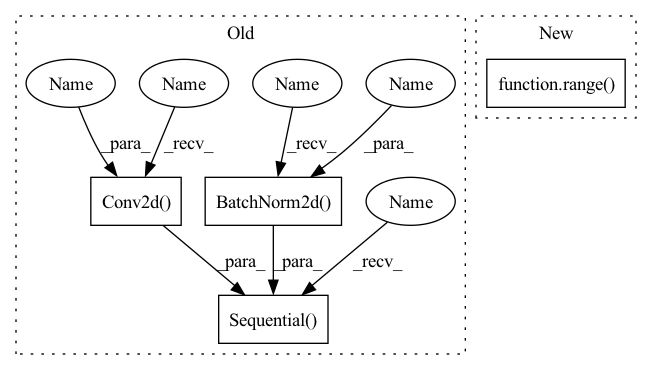 Old
New
Name
Name
Name
Name
function.range()
_para_
_recv_
_recv_
_para_
Conv2d()
BatchNorm2d()
Name
_para_
_para_
_recv_
Sequential()